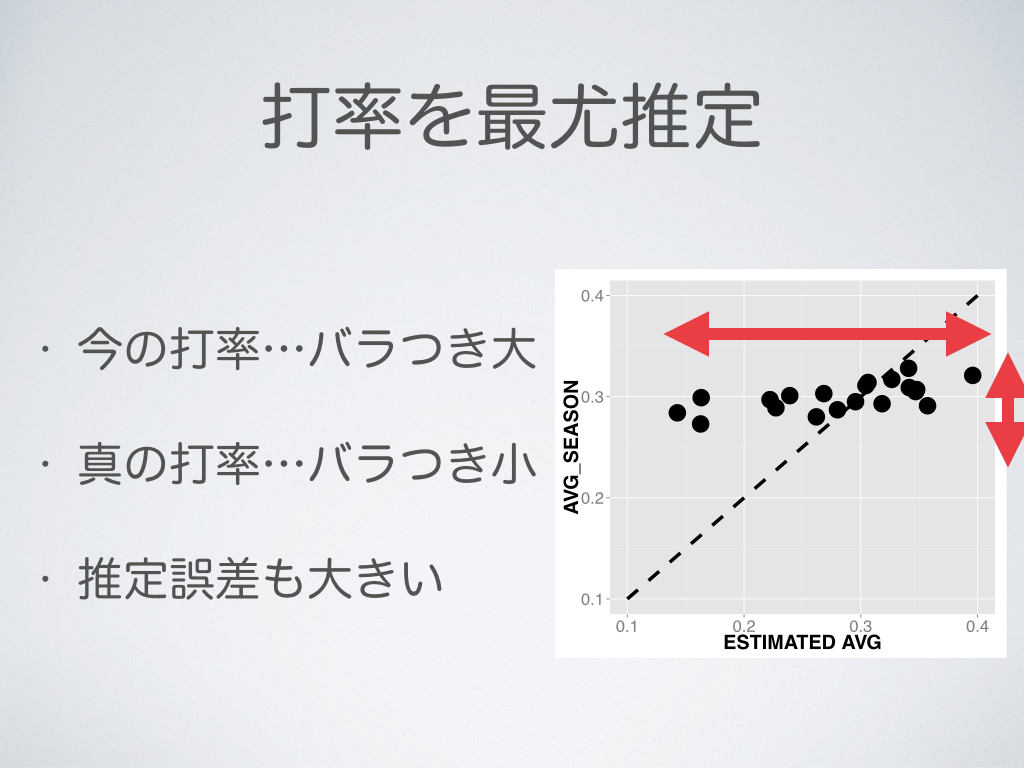 打率を最尤推定
・今の打率…バラつき大
・真の打率…バラつき小
・推定誤差も大きい
0.4
0.3
0.2
0.1
AVG_SEASON
0.1 0.2 0.3 0.4
ESTIMATED AVG